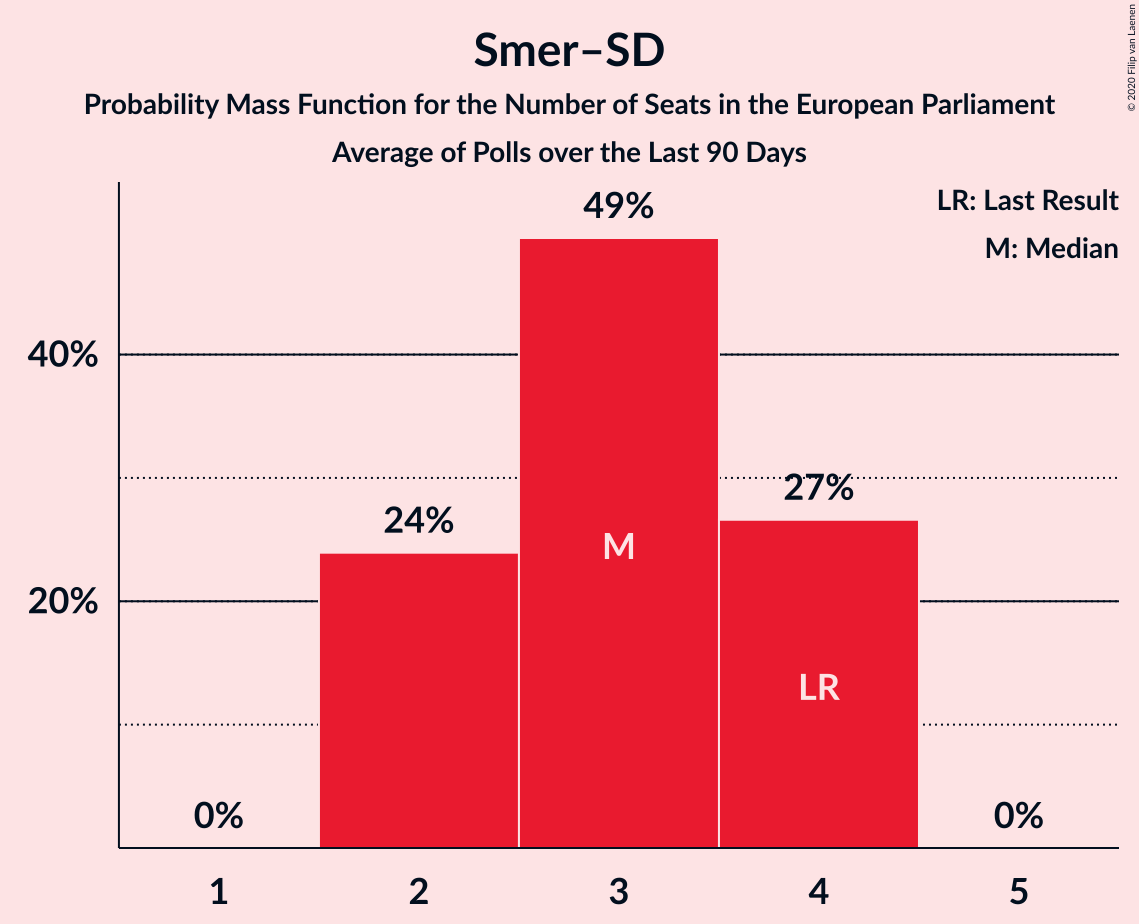 Smer–SD
Probability Mass Function for the Number of Seats in the European Parliament
Average of Polls over the Last 90 Days
© 2020 Filip van Laenen
LR: Last Result
M: Median
49%
40%
27%
24%
M
20%
LR
0%
0%
1
2
3
4
5